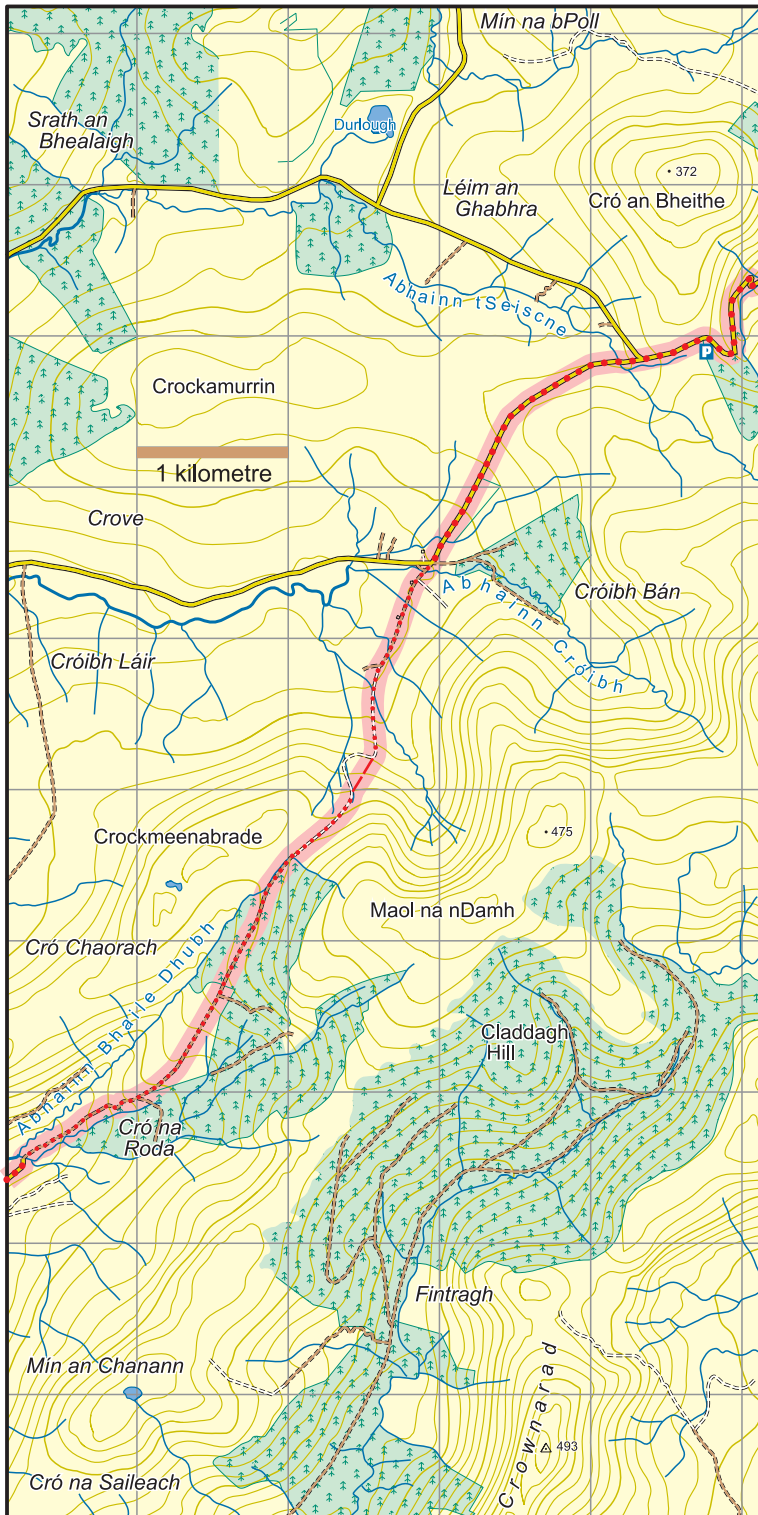 Mín na bPoll
Srath an
Bhealaigh
Durlough
372
Léim an
Ghabhra
Cró an Bheithe
Abhainn tSeiscne
P
Crockamurrin
1 kilometre
Crove
Cróibh Bán
Abhainn Cróibh
Cróibh Láir
475
Crockmeenabrade
Maol na nDamh
Cró Chaorach
Abhainn Bhaile Dhubh
Claddagh
Hill
Cró na
Roda
Fintragh
Mín an Chanann
Crownarad
493
Cró na Saileach